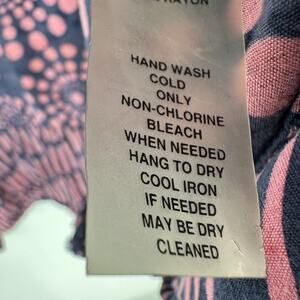 RAYON
HAND WASH
COLD
ONLY
NON-CHLORINE
BLEACH
WHEN NEEDED
HANG TO DRY
COOL IRON
IF NEEDED
MAY BE DRY
CLEANED